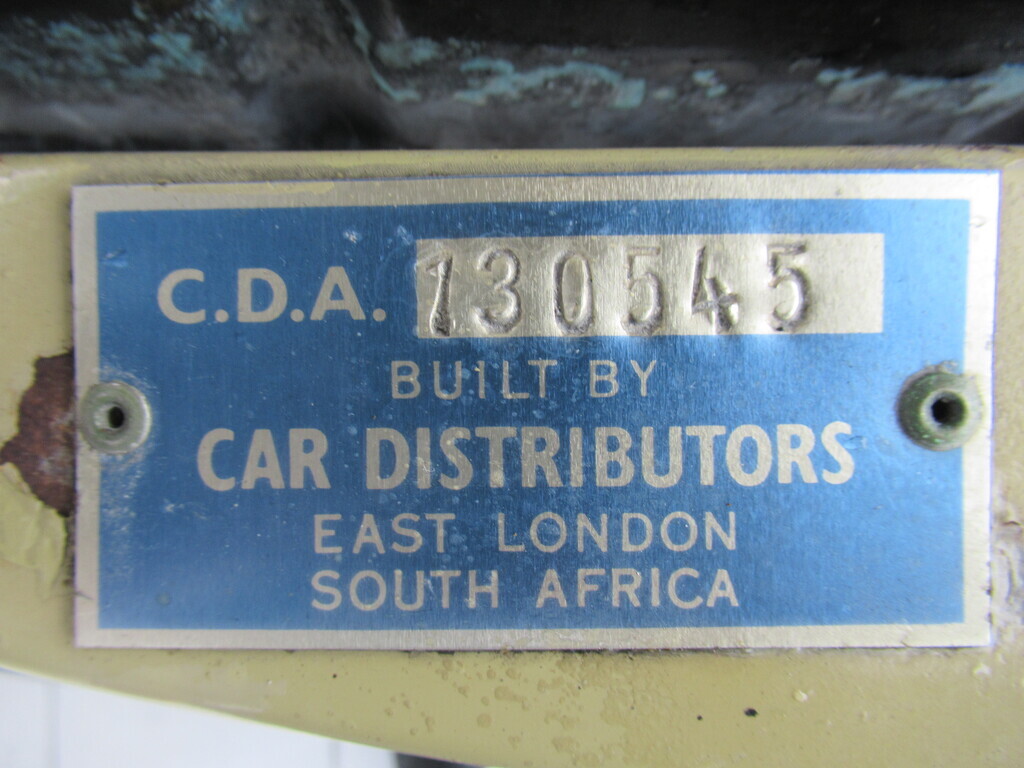 C.D.A. 130545
BUILT BY
CAR DISTRIBUTORS
EAST LONDON
SOUTH AFRICA